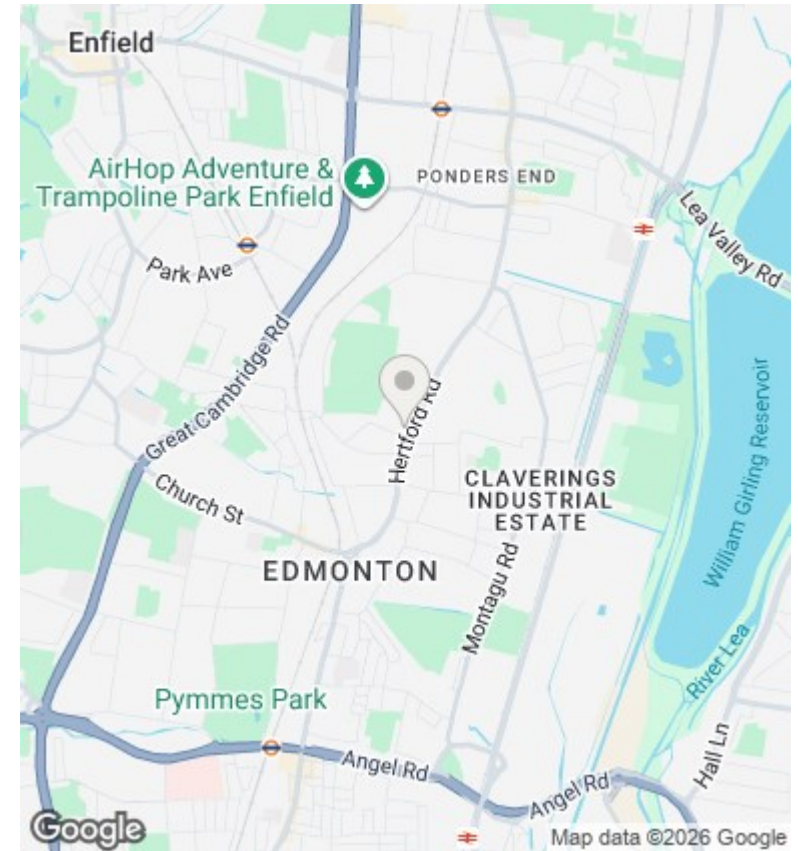 Enfield
AirHop Adventure &
Trampoline Park Enfield
PONDERS END
Lea Valley Rd
Park Ave
Great Cambridge Rd
Hertford Rd
William Girling Reservoir
Church St
CLAVERINGS
INDUSTRIAL
ESTATE
EDMONTON
Montagu Rd
River Lea
Pymmes Park
Hall Ln
Angel Rd
Angel Rd
Google
Map data ©2026 Google